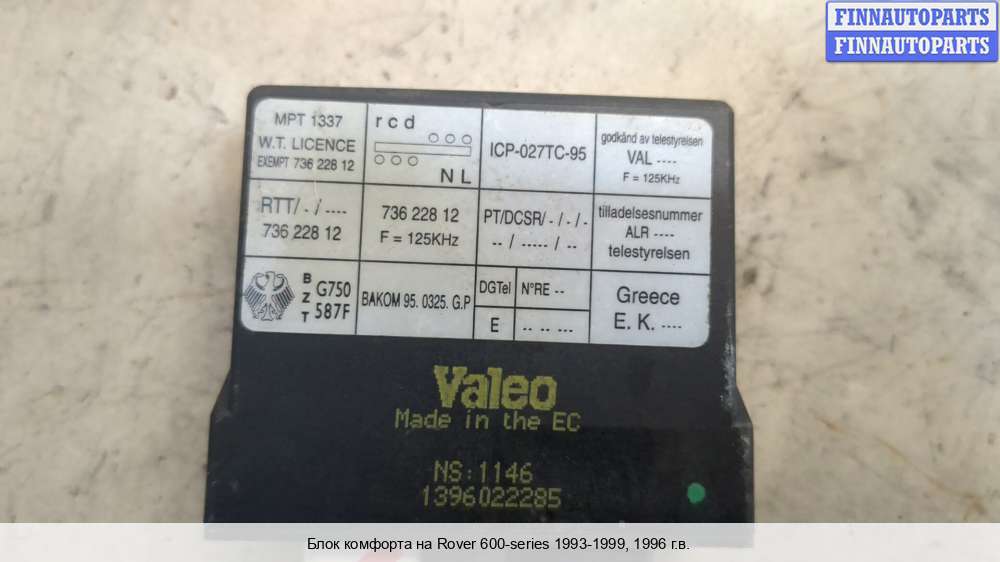 FINNAUTOPARTS
FINNAUTOPARTS
MPT 1337
W.T. LICENCE
EXEMPT 736 228 12
r c d
N L
ICP-027TC-95
godkänd av telestyrelsen
VAL ----
F = 125KHz
RTT/ - / ----
736 228 12
736 228 12
F = 125KHz
PT/DCSR/ - / - / -
-- / ----- / --
tilladelsesnummer
ALR ----
telestyrelsen
B
Z
T
G750
587F
BAKOM 95. 0325. G.P
DGTel
N°RE --
E
-- -- ---
Greece
E. K. ----
Valeo
Made in the EC
NS:1146
1396022285
Блок комфорта на Rover 600-series 1993-1999, 1996 г.в.